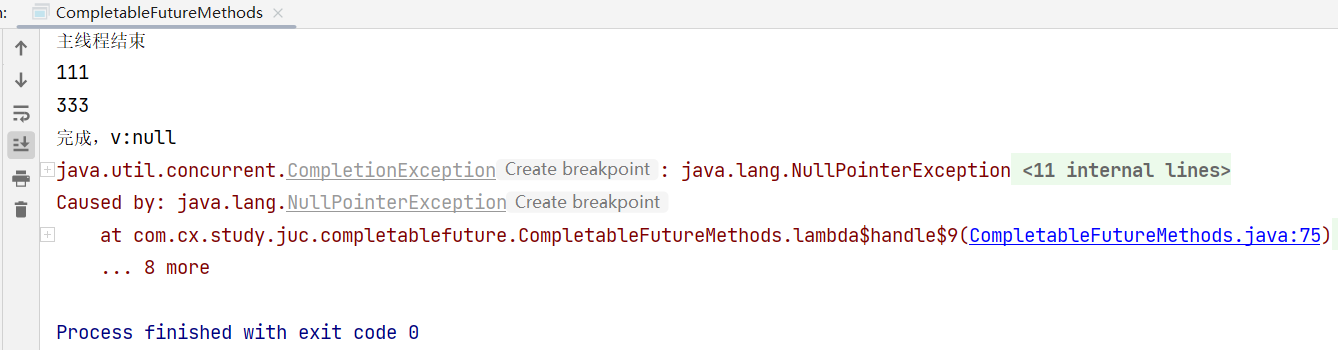 n: CompletableFutureMethods
主线程结束
111
333
完成，v:null
java.util.concurrent.CompletionException Create breakpoint : java.lang.NullPointerException <11 internal lines>
Caused by: java.lang.NullPointerException Create breakpoint
at com.cx.study.juc.completablefuture.CompletableFutureMethods.lambda$handle$9(CompletableFutureMethods.java:75)
... 8 more
Process finished with exit code 0